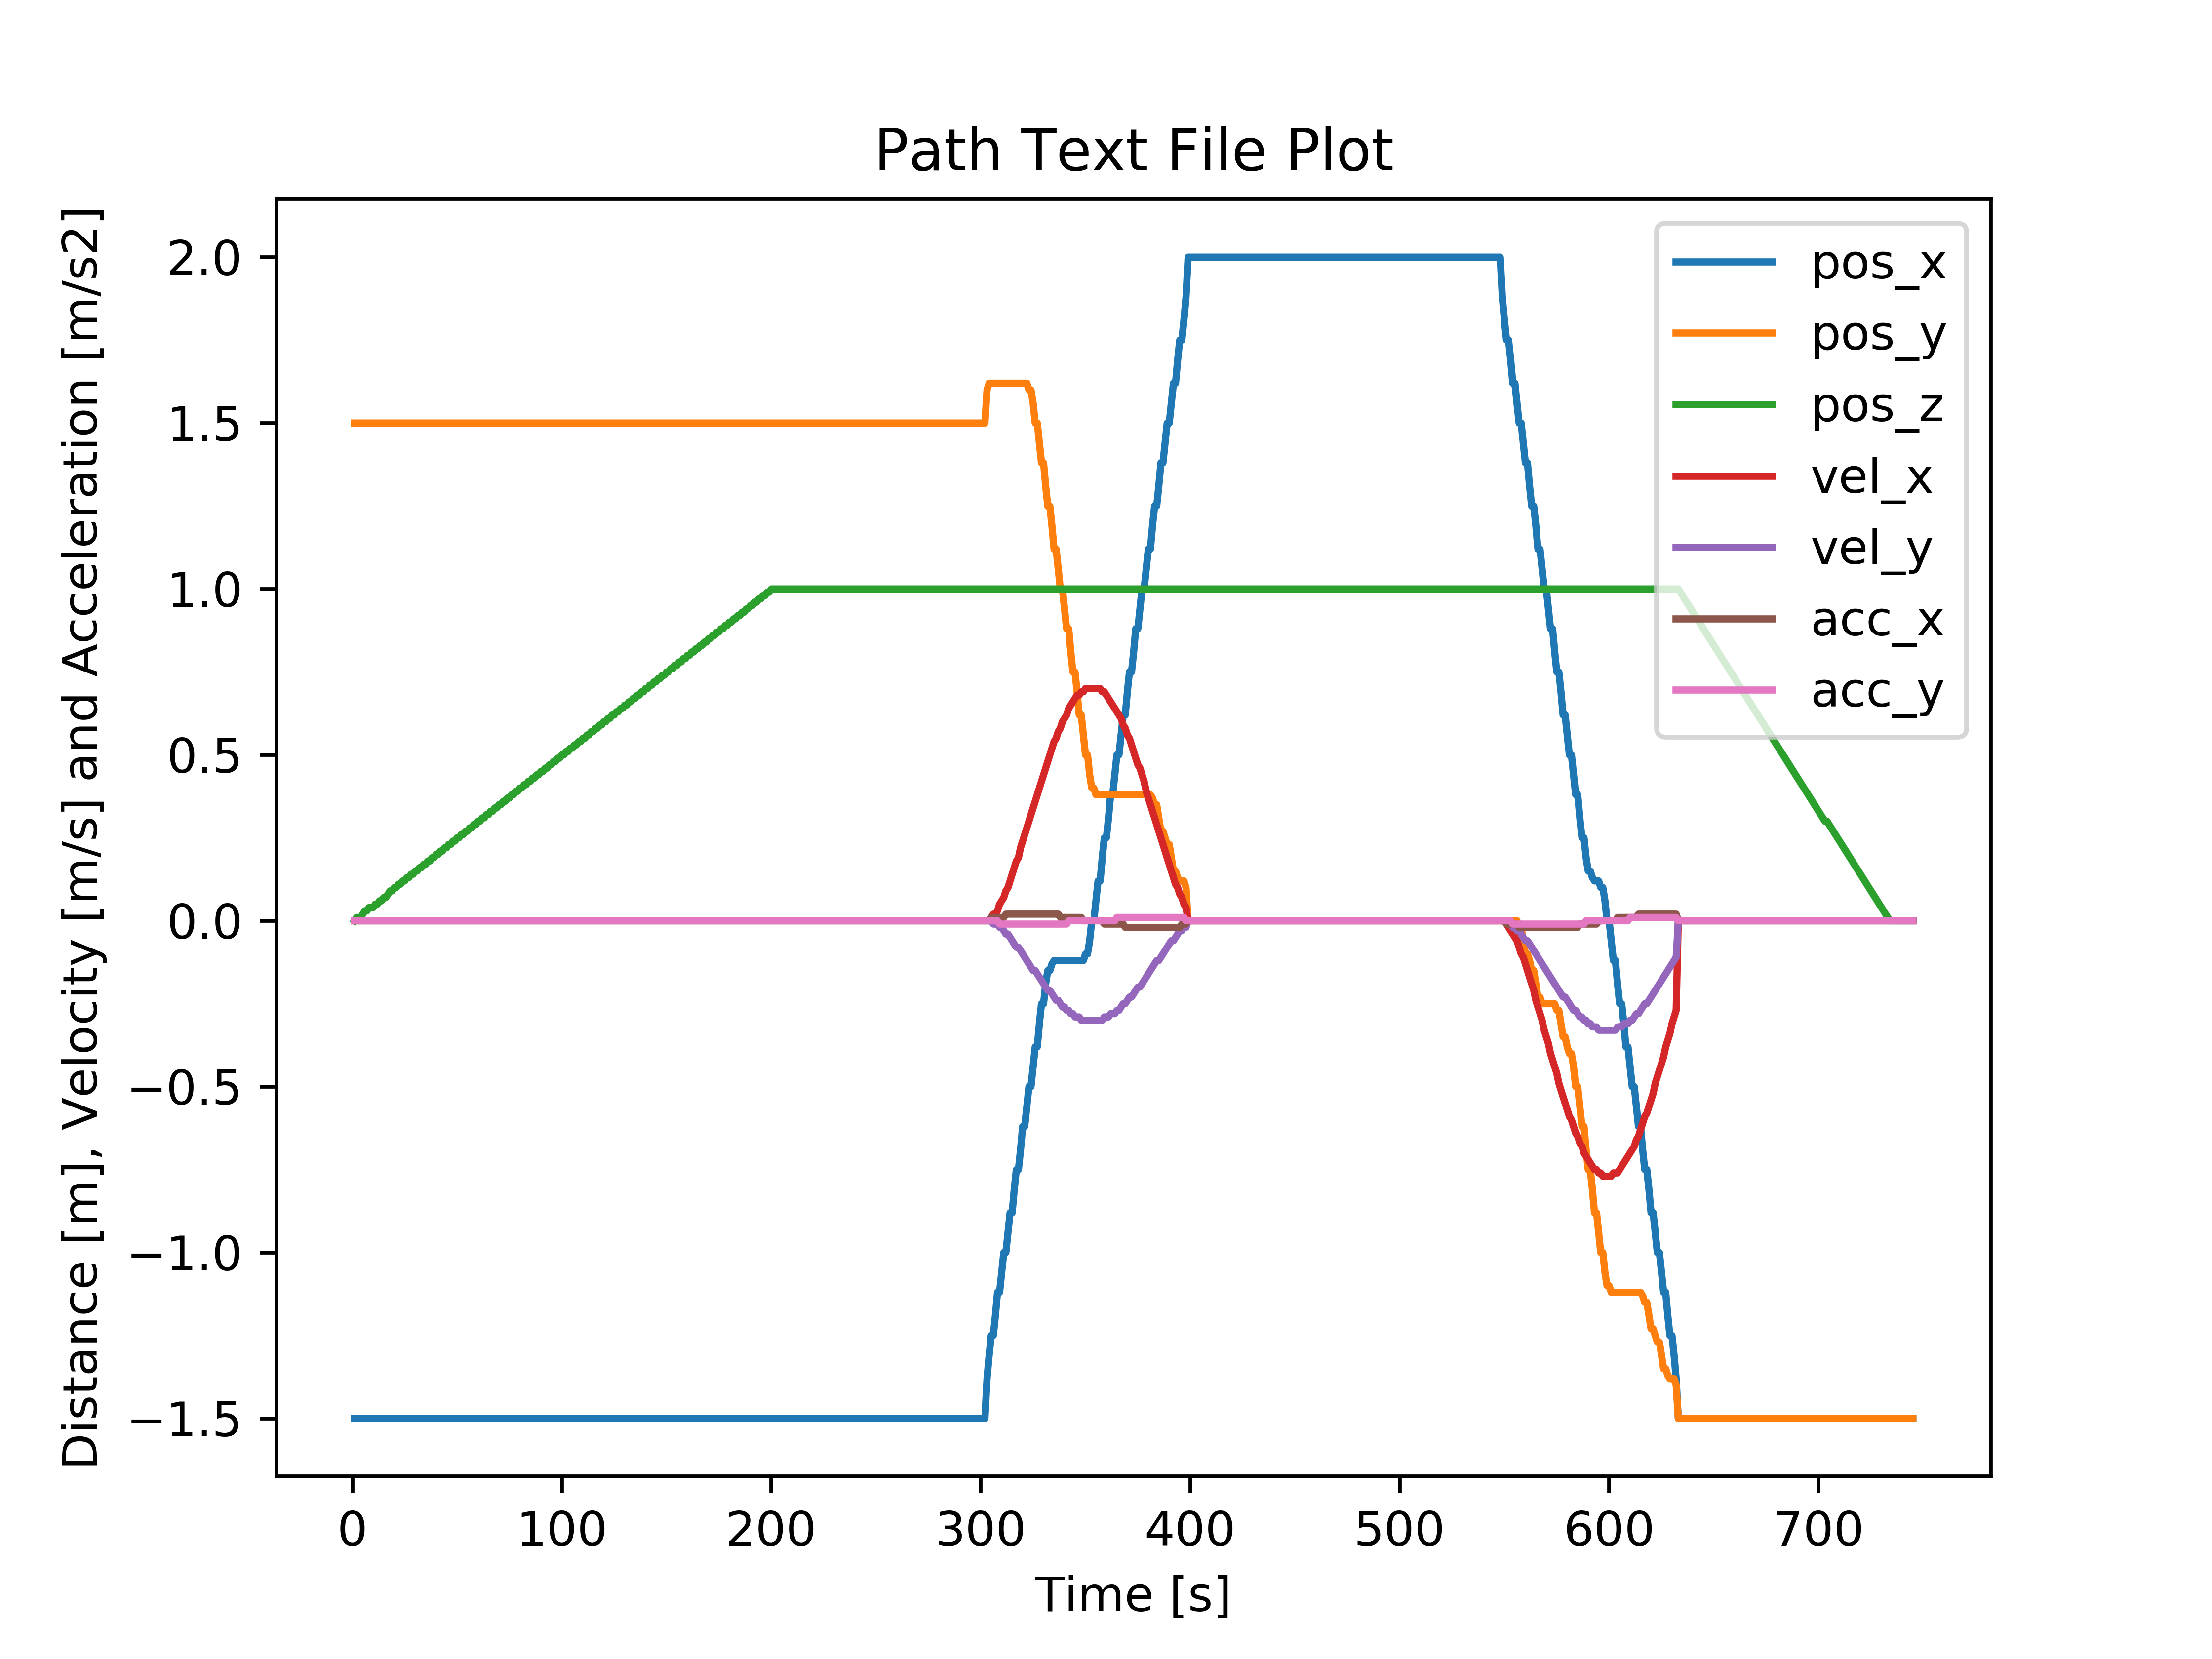 Path Text File Plot
Distance [m], Velocity [m/s] and Acceleration [m/s2]
2.0
1.5
1.0
0.5
0.0
−0.5
−1.0
−1.5
pos_x
pos_y
pos_z
vel_x
vel_y
acc_x
acc_y
0 100 200 300 400 500 600 700
Time [s]